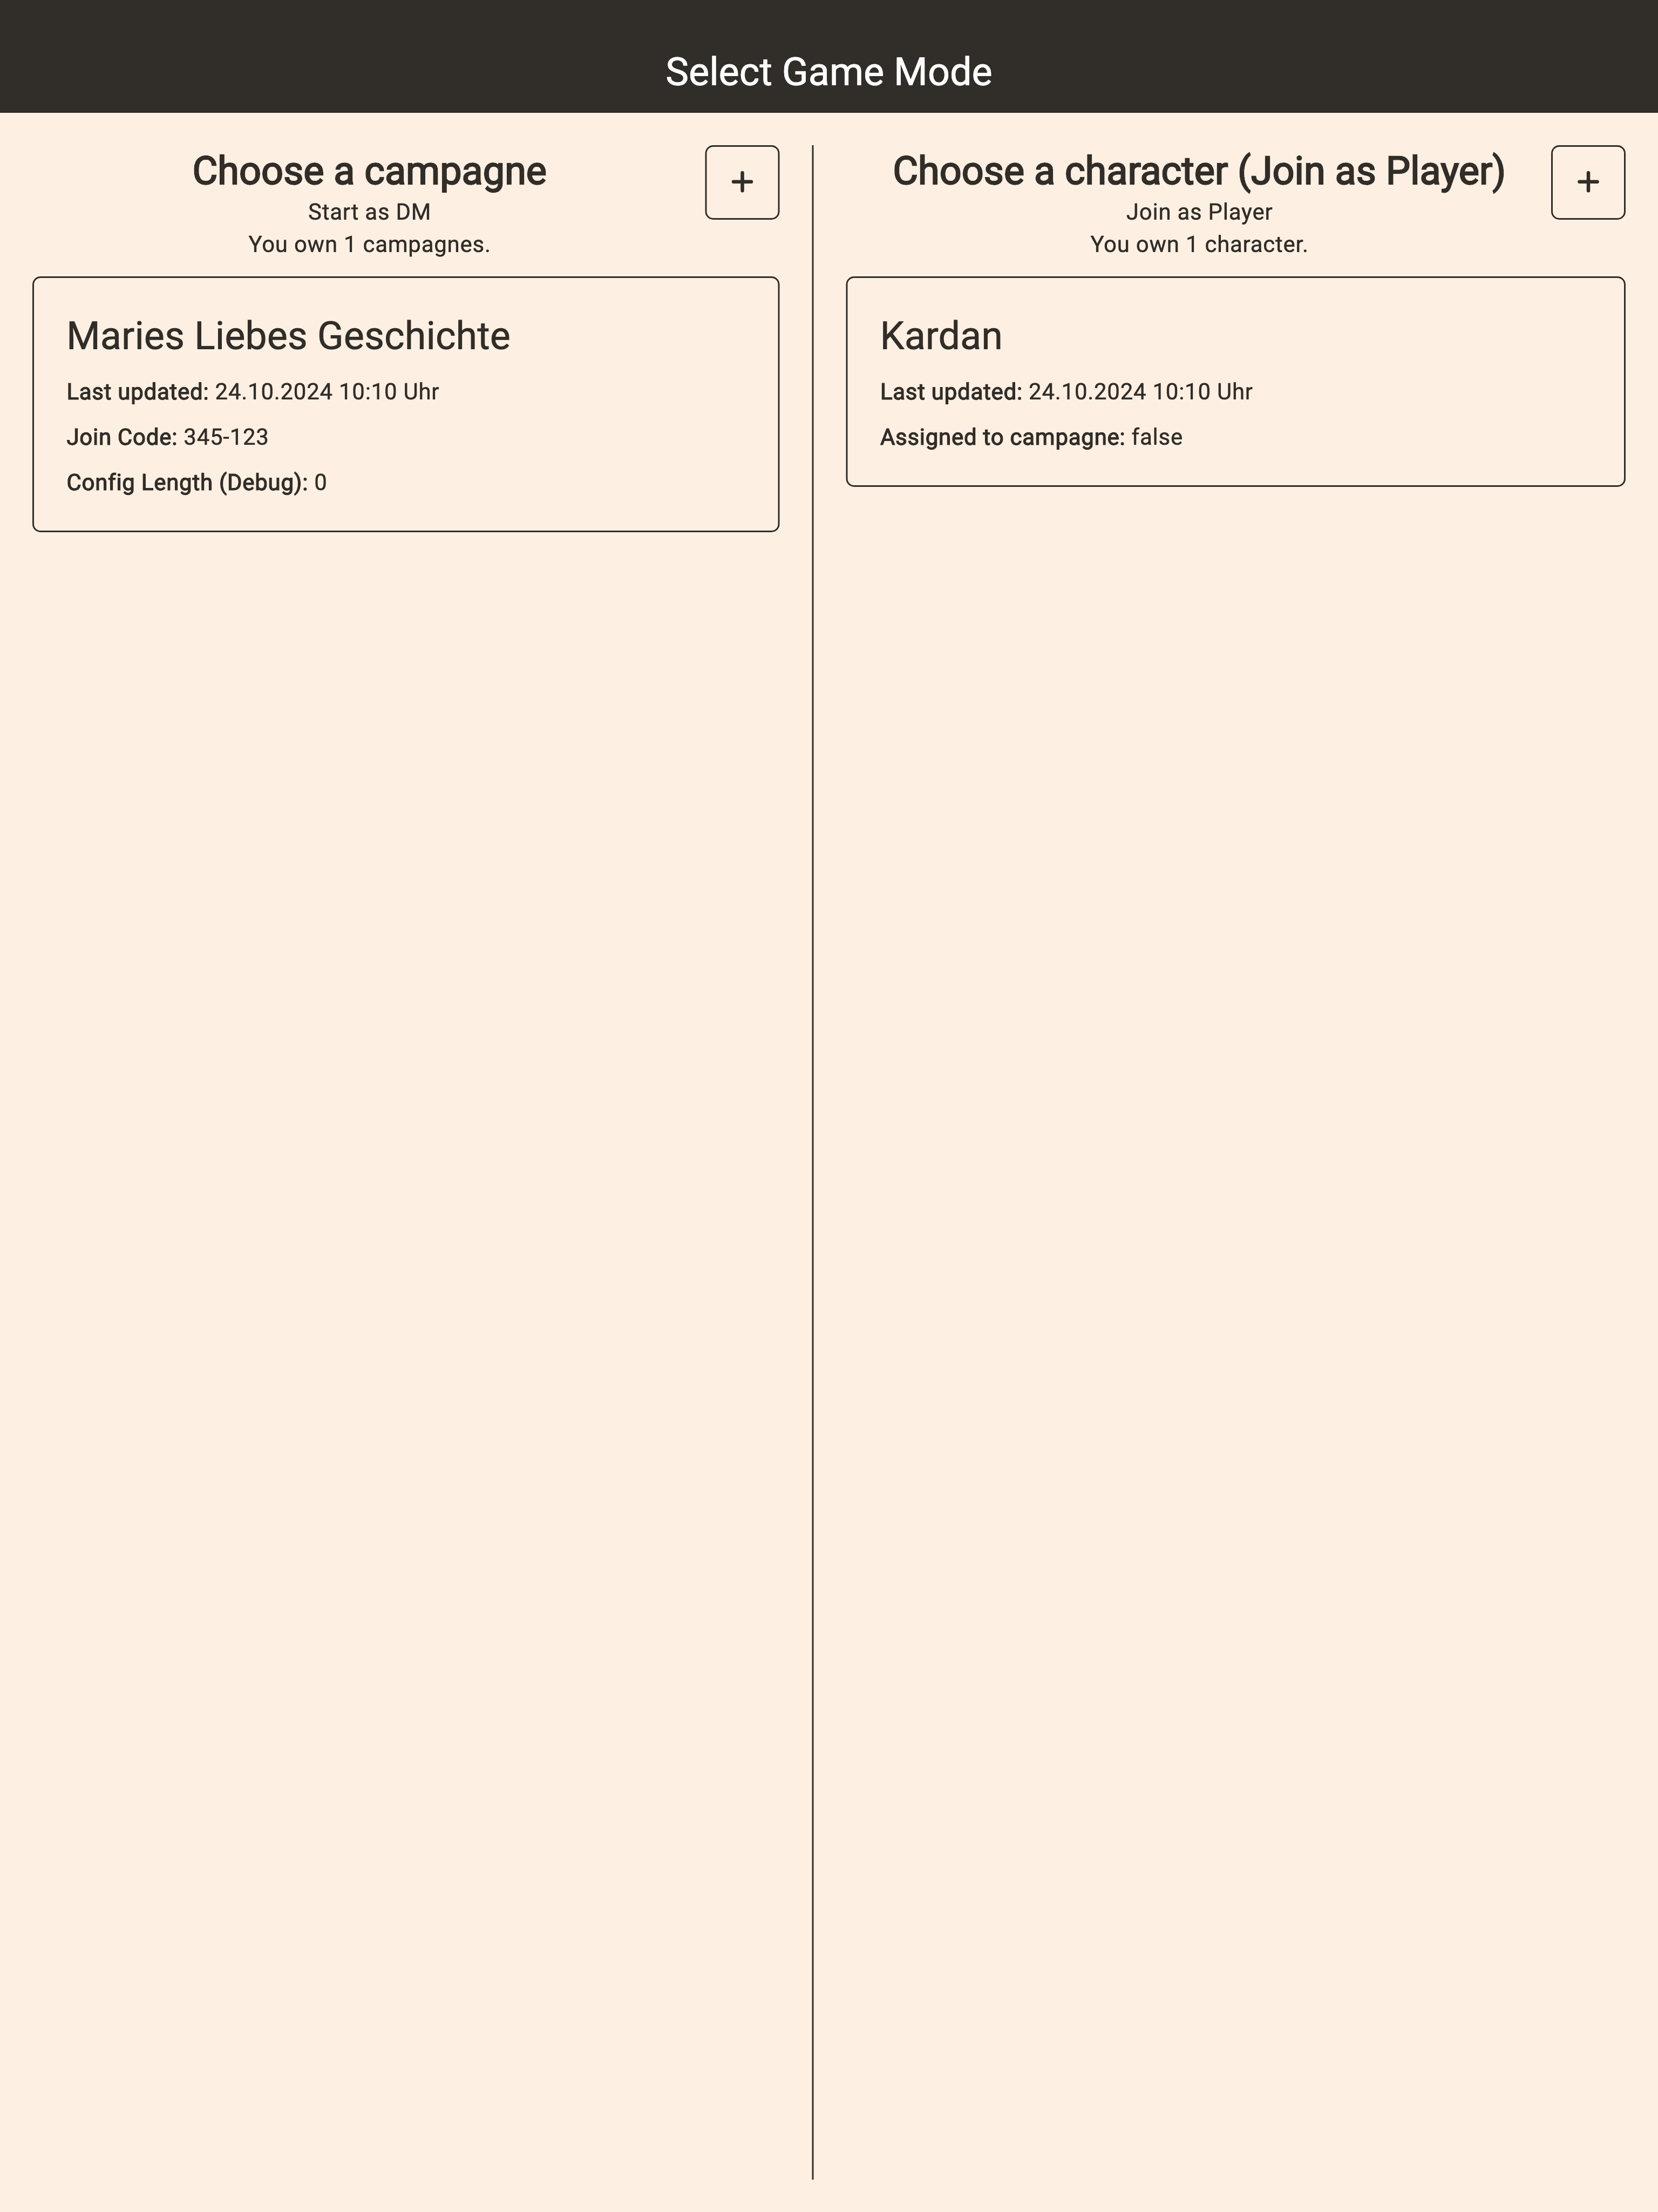 Select Game Mode
Choose a campagne
Start as DM
You own 1 campagnes.
+
Maries Liebes Geschichte
Last updated: 24.10.2024 10:10 Uhr
Join Code: 345-123
Config Length (Debug): 0
Choose a character (Join as Player)
Join as Player
You own 1 character.
+
Kardan
Last updated: 24.10.2024 10:10 Uhr
Assigned to campagne: false